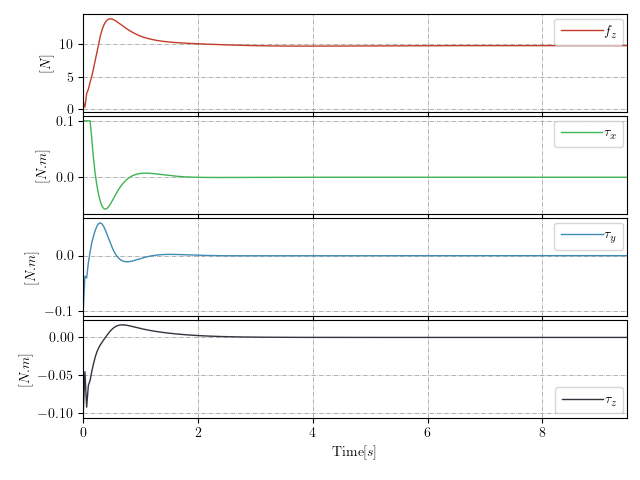 f_z
10
5
0
[N]
τ_x
0.1
0.0
[N.m]
τ_y
0.0
−0.1
[N.m]
0.00
−0.05
−0.10
[N.m]
τ_z
0 2 4 6 8
Time[s]